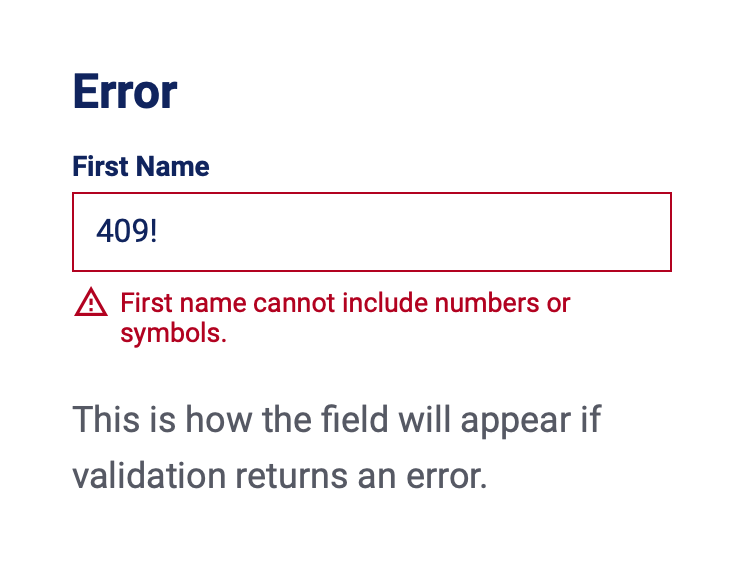 Error
First Name
409!
First name cannot include numbers or
symbols.
This is how the field will appear if
validation returns an error.